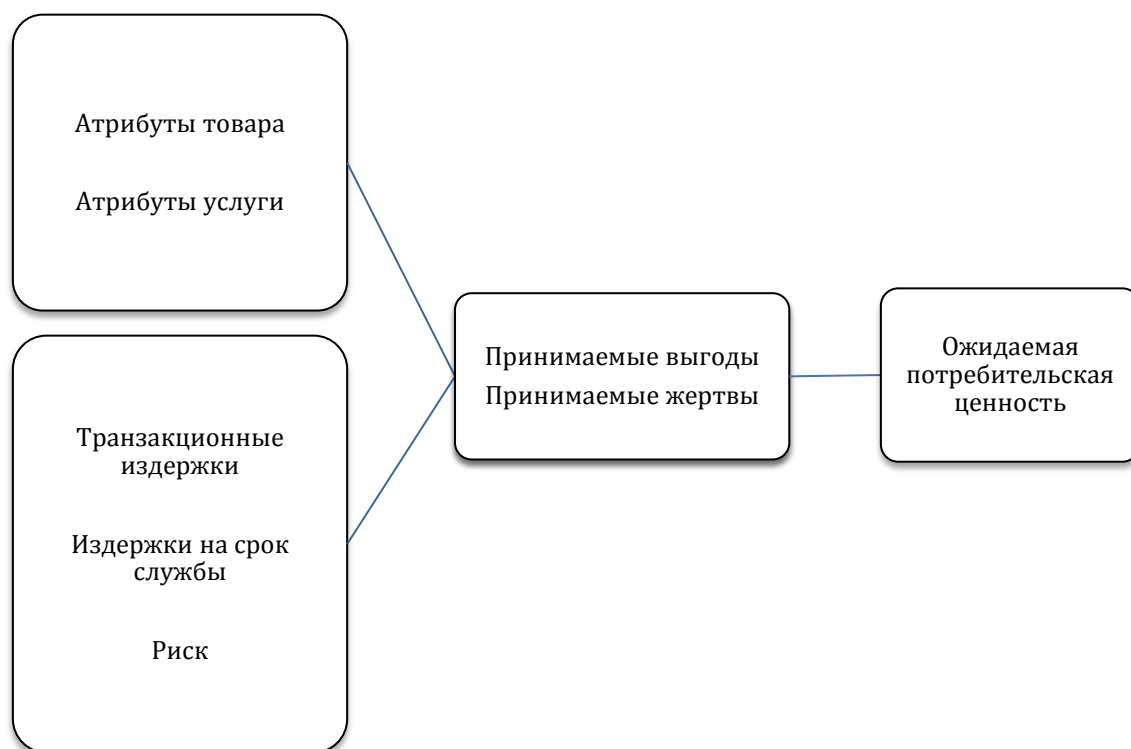 Атрибуты товара
Атрибуты услуги
Транзакционные
издержки
Издержки на срок
службы
Риск
Принимаемые выгоды
Принимаемые жертвы
Ожидаемая
потребительская
ценность